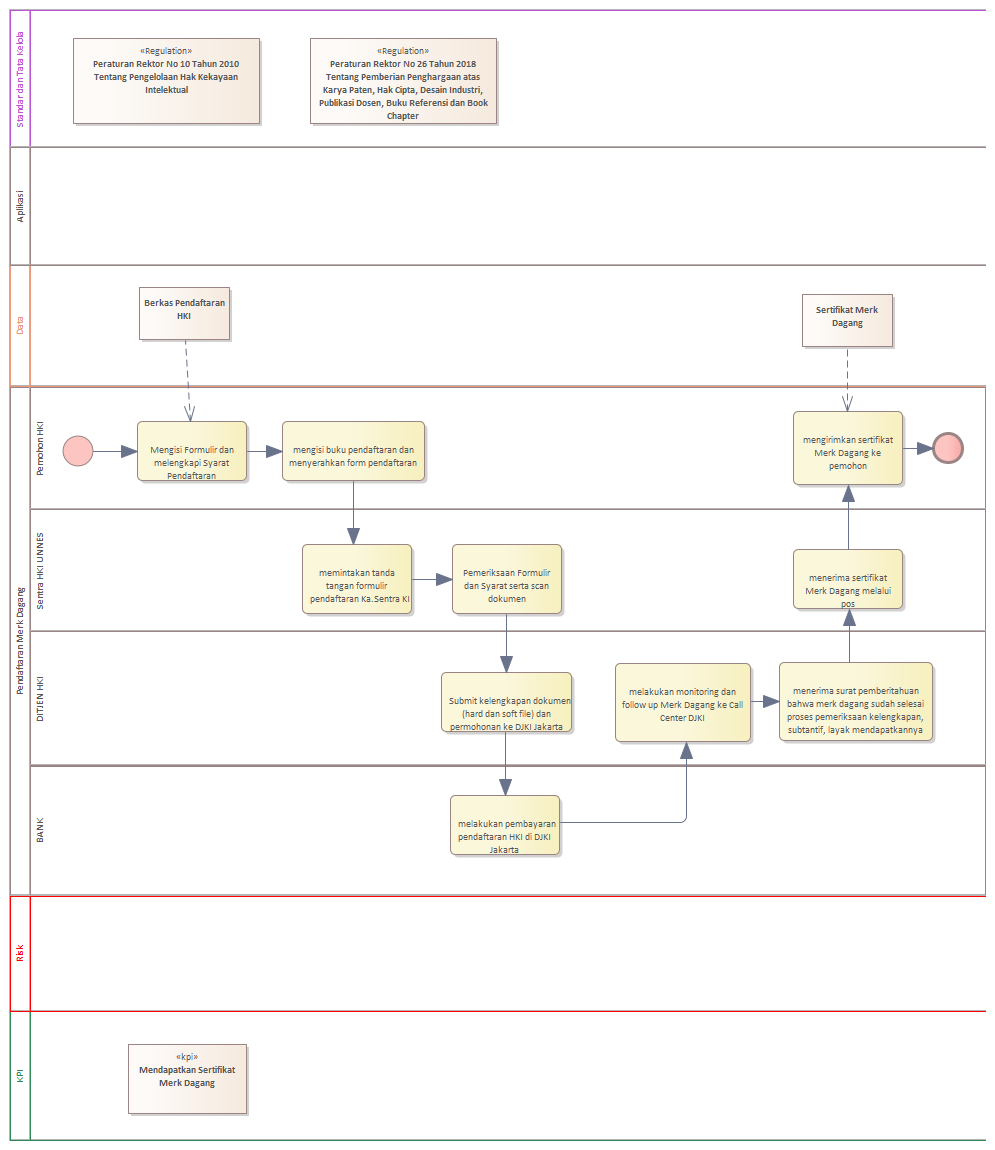 Standar dan Tata Kelola
«Regulation»
Peraturan Rektor No 10 Tahun 2010
Tentang Pengelolaan Hak Kekayaan
Intelektual
«Regulation»
Peraturan Rektor No 26 Tahun 2018
Tentang Pemberian Penghargaan atas
Karya Paten, Hak Cipta, Desain Industri,
Publikasi Dosen, Buku Referensi dan Book
Chapter
Aplikasi
Data
Berkas Pendaftaran
HKI
Sertifikat Merk
Dagang
Pendaftaran Merk Dagang
Pemohon HKI
Mengisi Formulir dan
melengkapi Syarat
Pendaftaran
mengisi buku pendaftaran dan
menyerahkan form pendaftaran
mengirimkan sertifikat
Merk Dagang ke
pemohon
Sentra HKI UNNES
memintakan tanda
tangan formulir
pendaftaran Ka.Sentra KI
Pemeriksaan Formulir
dan Syarat serta scan
dokumen
menerima sertifikat
Merk Dagang melalui
pos
DITJEN HKI
Submit kelengkapan dokumen
(hard dan soft file) dan
permohonan ke DJKI Jakarta
melakukan monitoring dan
follow up Merk Dagang ke Call
Center DJKI
menerima surat pemberitahuan
bahwa merk dagang sudah selesai
proses pemeriksaan kelengkapan,
subtantif, layak mendapatkannya
BANK
melakukan pembayaran
pendaftaran HKI di DJKI
Jakarta
Risk
KPI
«kpi»
Mendapatkan Sertifikat
Merk Dagang